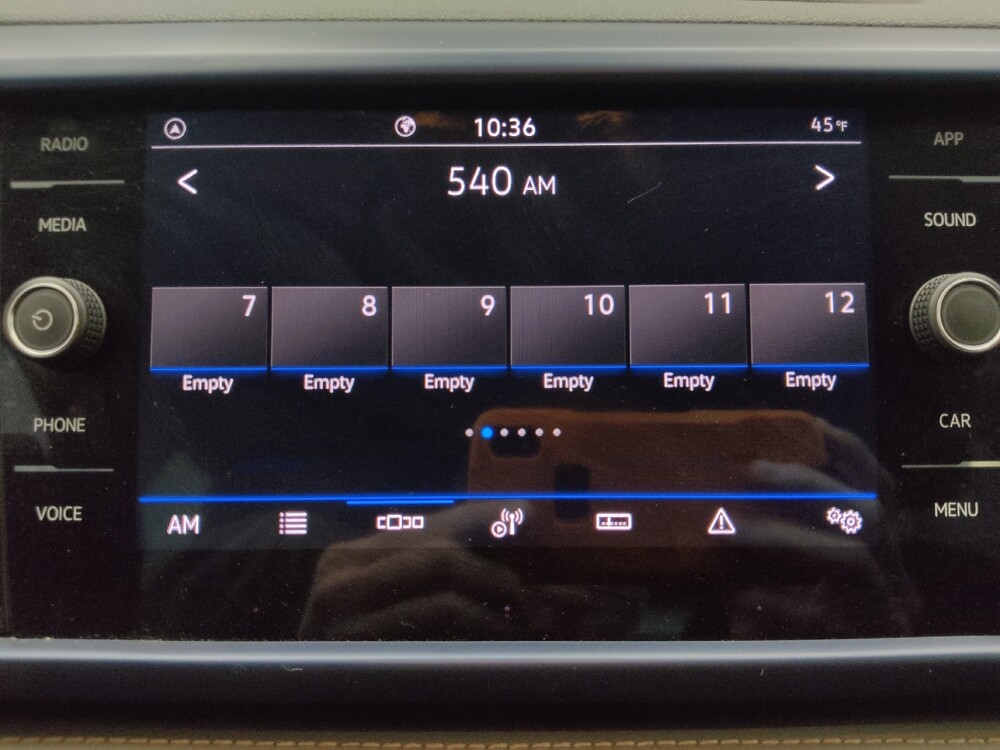 RADIO
MEDIA
PHONE
VOICE
10:36
45°F
540 AM
7 8 9 10 11 12
Empty Empty Empty Empty Empty Empty
AM
APP
SOUND
CAR
MENU